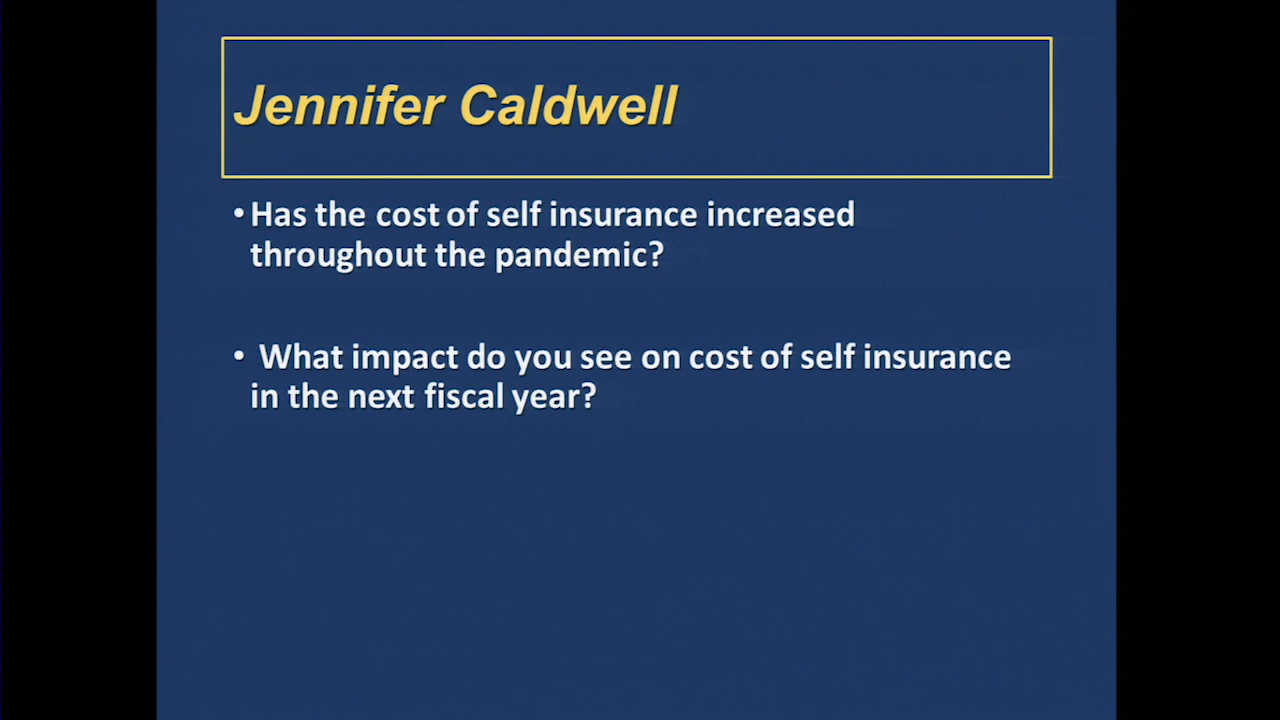 Jennifer Caldwell
• Has the cost of self insurance increased
throughout the pandemic?
• What impact do you see on cost of self insurance
in the next fiscal year?